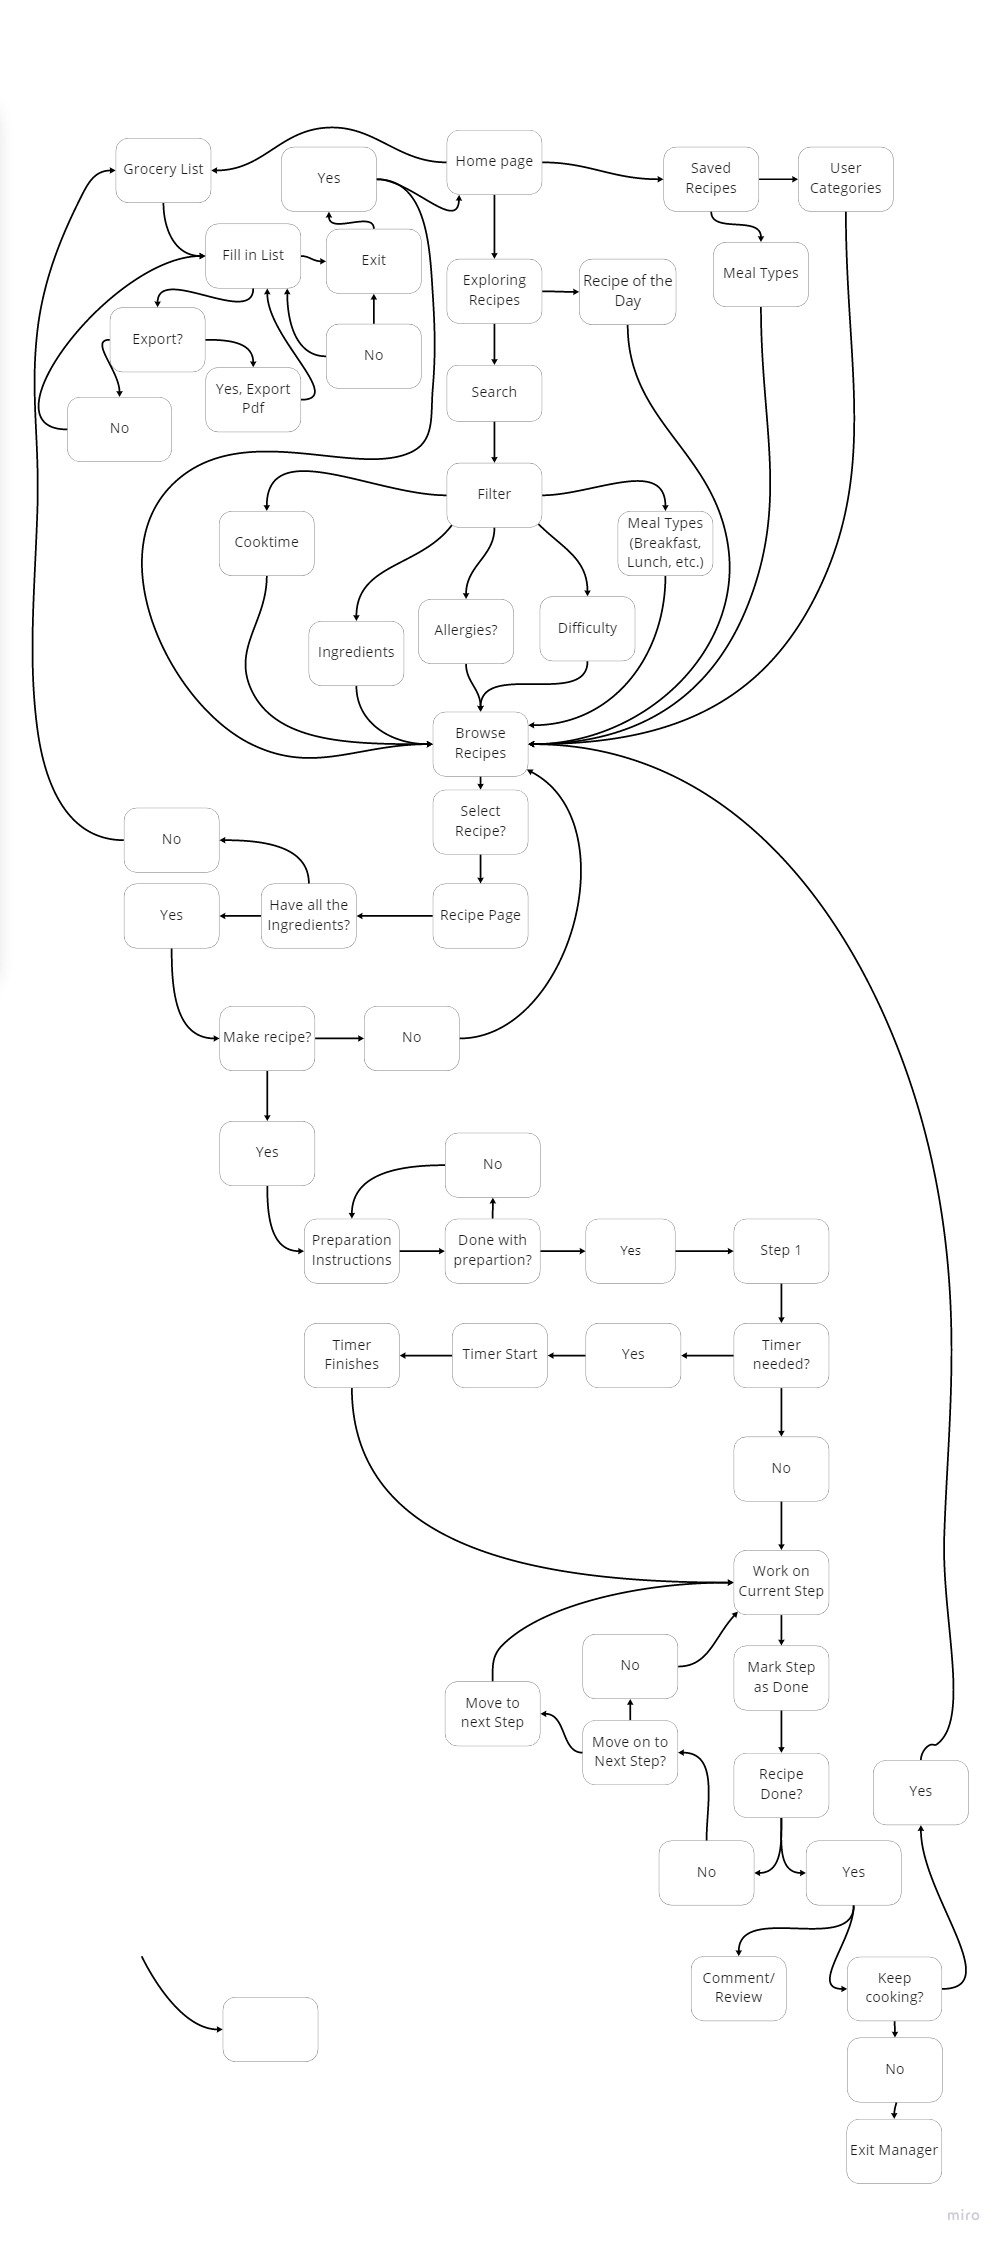 Home page
Grocery List
Yes
Saved
Recipes
User
Categories
Fill in List
Exit
Exploring
Recipes
Recipe of the
Day
Meal Types
Export?
No
Yes, Export
Pdf
No
Search
Filter
Cooktime
Meal Types
(Breakfast,
Lunch, etc.)
Ingredients
Allergies?
Difficulty
Browse
Recipes
Select
Recipe?
No
Yes
Have all the
Ingredients?
Recipe Page
Make recipe?
No
Yes
No
Preparation
Instructions
Done with
prepartion?
Yes
Step 1
Timer
Finishes
Timer Start
Yes
Timer
needed?
No
Work on
Current Step
No
Mark Step
as Done
Move to
next Step
Move on to
Next Step?
Recipe
Done?
Yes
No
Yes
Comment/
Review
Keep
cooking?
No
Exit Manager
miro